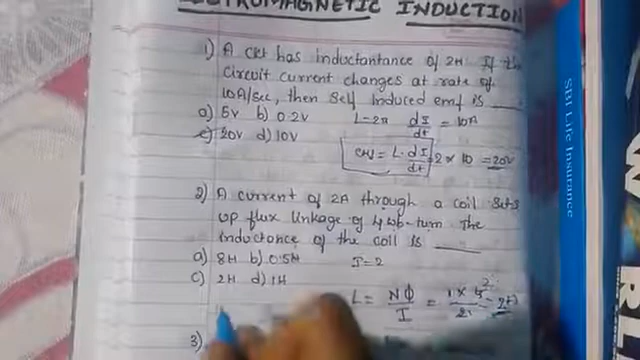 ELECTROMAGNETIC INDUCTION
1) A ckt has inductantance of 2H If the
circuit current changes at rate of
10A/sec, then Self induced emf is ____
a) 5v b) 0.2v
c) 20v d) 10v
L=2H dI/dt = 10A
emf = L·dI/dt = 2 × 10 = 20V
2) A current of 2A through a coil sets
up flux linkage of 4 wb-turn. The
inductance of the coil is ____
a) 8H b) 0.5H I=2
c) 2H d) 1H
L = Nφ/I = 1×4/2 = 2H
3)
SBI Life Insurance